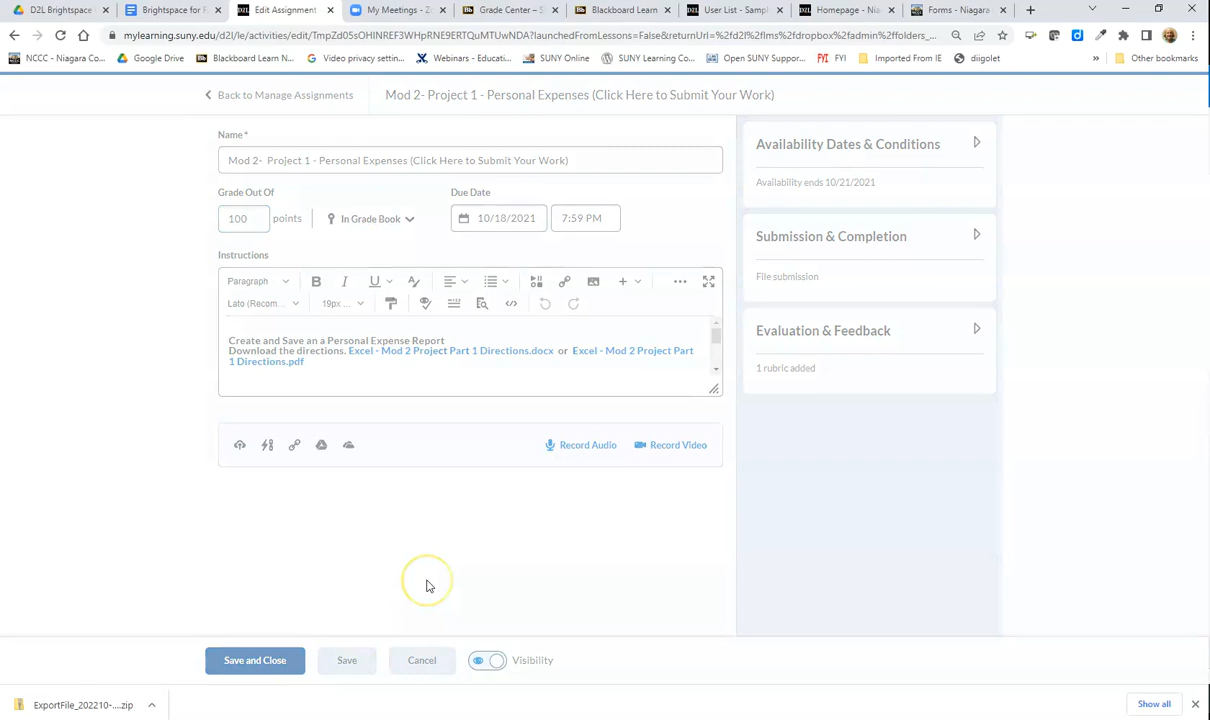 D2L Brightspace
Brightspace for F
Edit Assignment
My Meetings - Z
Grade Center – S
Blackboard Learn
User List - Sampl
Homepage - Nia
Forms - Niagara
mylearning.suny.edu/d2l/le/activities/edit/TmpZd05sOHlNREF3WHpRNE9ERTQuMTUwNDA?launchedFromLessons=False&returnUrl=%2fd2l%2flms%2fdropbox%2fadmin%2ffolders_...
NCCC - Niagara Co...
Google Drive
Blackboard Learn N...
Video privacy settin...
Webinars - Educati...
SUNY Online
SUNY Learning Co...
Open SUNY Suppor...
FYI
Imported From IE
diigolet
»
Other bookmarks
Back to Manage Assignments
Mod 2- Project 1 - Personal Expenses (Click Here to Submit Your Work)
Name *
Mod 2- Project 1 - Personal Expenses (Click Here to Submit Your Work)
Grade Out Of
Due Date
100
points
In Grade Book
10/18/2021
7:59 PM
Instructions
Paragraph
B
I
U
Lato (Recom...
19px ...
Create and Save an a Personal Expense Report
Download the directions. Excel - Mod 2 Project Part 1 Directions.docx or Excel - Mod 2 Project Part
1 Directions.pdf
Record Audio
Record Video
Availability Dates & Conditions
Availability ends 10/21/2021
Submission & Completion
File submission
Evaluation & Feedback
1 rubric added
Save and Close
Save
Cancel
Visibility
ExportFile_202210-....zip
Show all